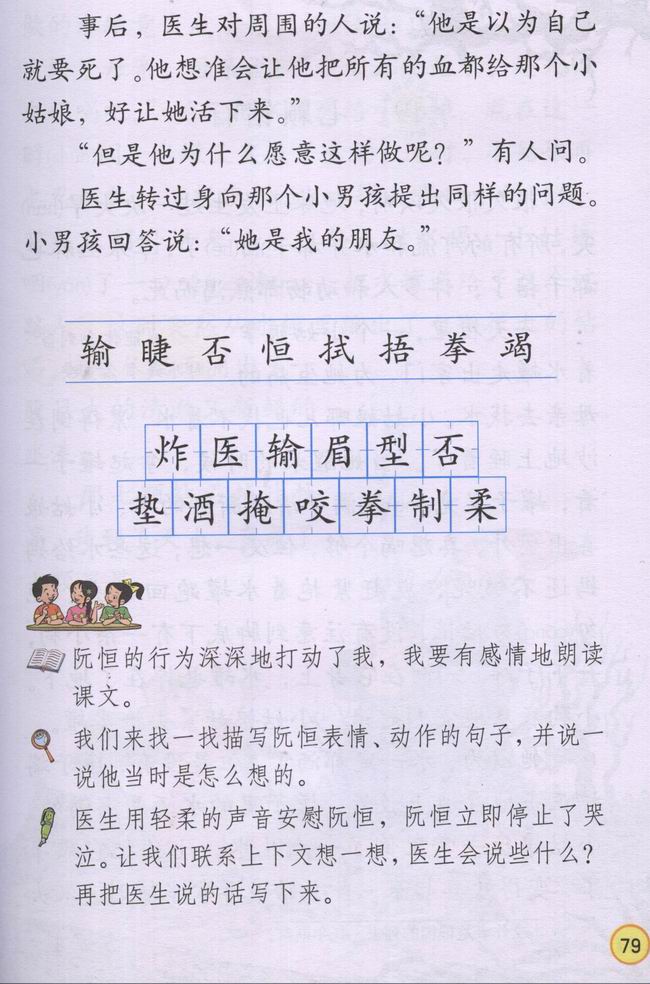 事后，医生对周围的人说：“他是以为自己
就要死了。他想准会让他把所有的血都给那个小
姑娘，好让她活下来。”
“但是他为什么愿意这样做呢？”有人问。
医生转过身向那个小男孩提出同样的问题。
小男孩回答说：“她是我的朋友。”
输 睫 否 恒 拭 捂 拳 竭
炸 医 输 眉 型 否
垫 酒 掩 咬 拳 制 柔
阮恒的行为深深地打动了我，我要有感情地朗读
课文。
我们来找一找描写阮恒表情、动作的句子，并说一
说他当时是怎么想的。
医生用轻柔的声音安慰阮恒，阮恒立即停止了哭
泣。让我们联系上下文想一想，医生会说些什么？
再把医生说的话写下来。
79